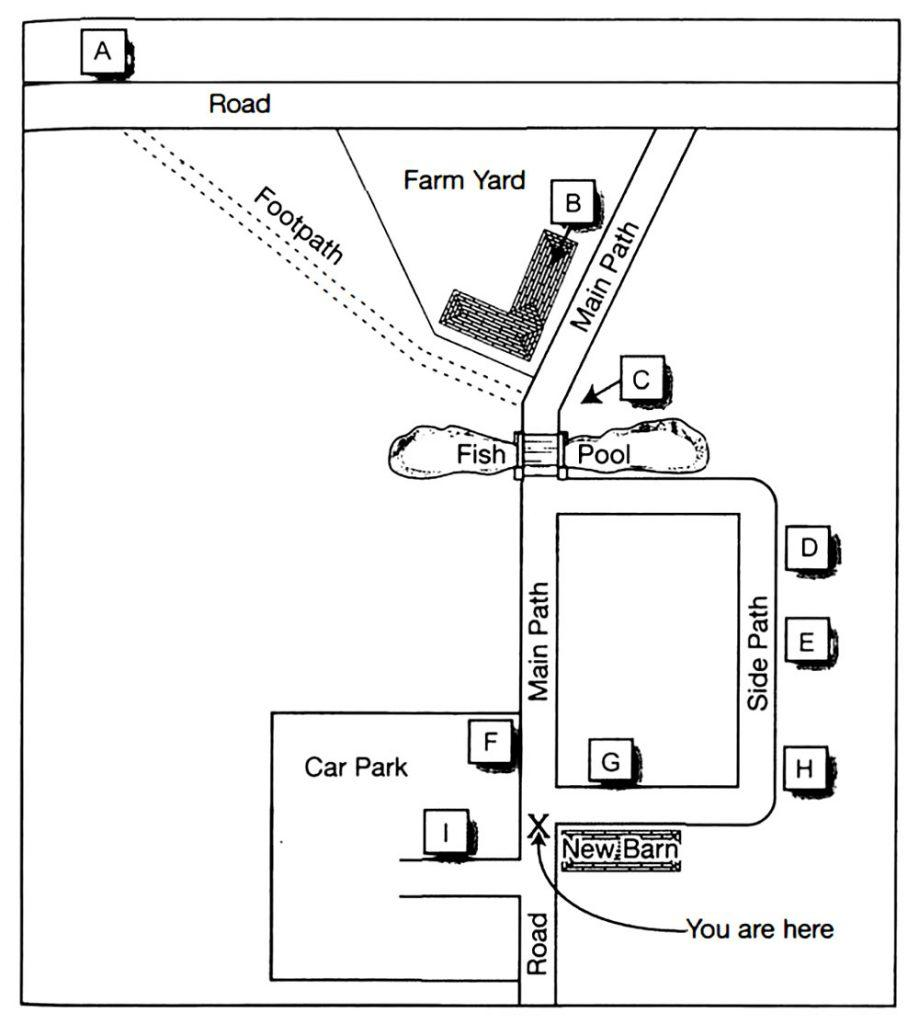 A
Road
Farm Yard
B
Footpath
Main Path
C
Fish Pool
D
Main Path
Side Path
E
F
G
H
Car Park
I
X
New Barn
You are here
Road